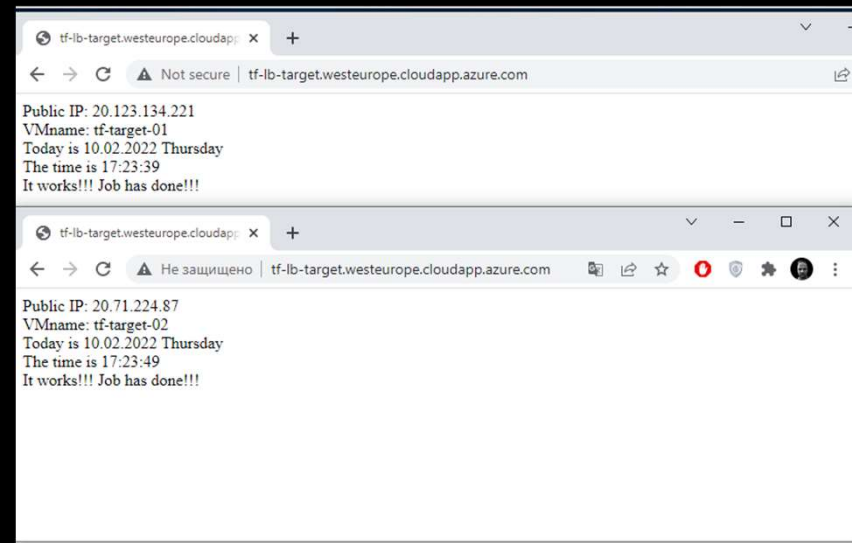 tf-lb-target.westeurope.cloudapp
Not secure | tf-lb-target.westeurope.cloudapp.azure.com
Public IP: 20.123.134.221
VMname: tf-target-01
Today is 10.02.2022 Thursday
The time is 17:23:39
It works!!! Job has done!!!
tf-lb-target.westeurope.cloudapp
Не защищено | tf-lb-target.westeurope.cloudapp.azure.com
Public IP: 20.71.224.87
VMname: tf-target-02
Today is 10.02.2022 Thursday
The time is 17:23:49
It works!!! Job has done!!!